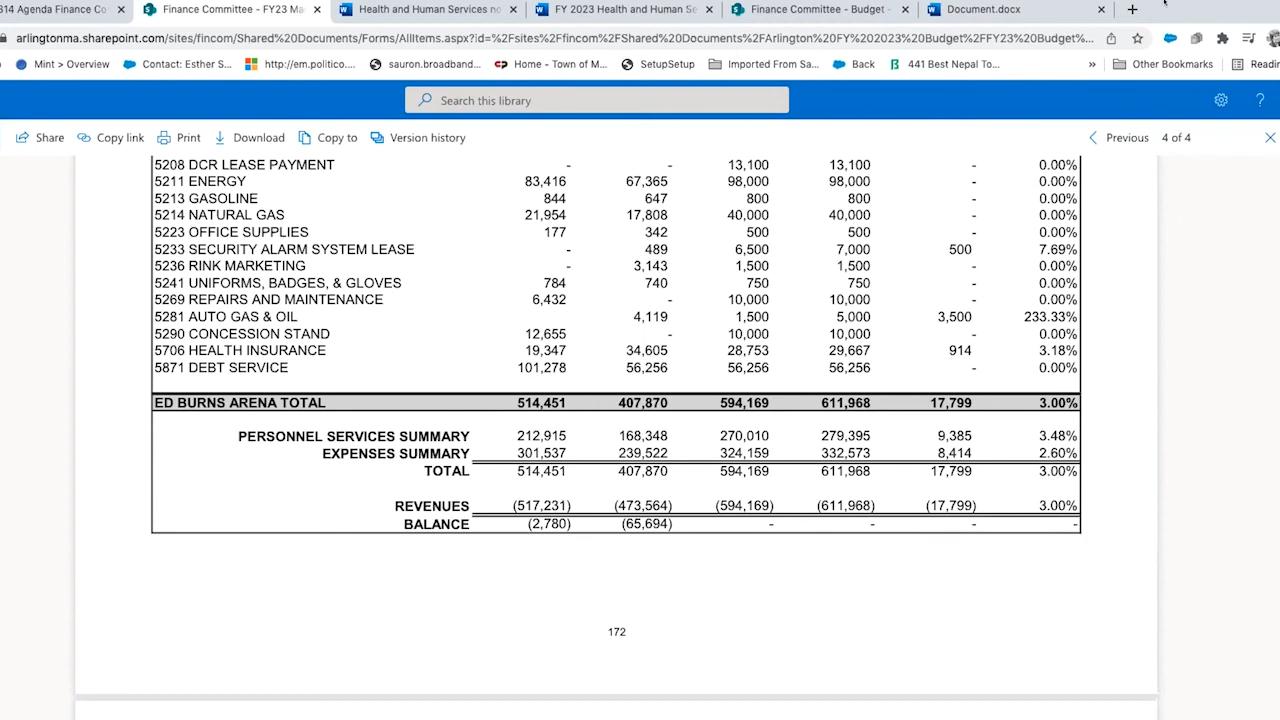 614 Agenda Finance Co
Finance Committee - FY23 Ma
Health and Human Services no
FY 2023 Health and Human Se
Finance Committee - Budget -
Document.docx
arlingtonma.sharepoint.com/sites/fincom/Shared%20Documents/Forms/AllItems.aspx?id=%2Fsites%2Ffincom%2FShared%20Documents%2FArlington%20FY%202023%20Budget%2FFY23%20Budget%...
Mint > Overview Contact: Esther S... http://em.politico.... sauron.broadband... Home - Town of M... SetupSetup Imported From Sa... Back 441 Best Nepal To... » Other Bookmarks Readin
Search this library ?
Share Copy link Print Download Copy to Version history Previous 4 of 4
5208 DCR LEASE PAYMENT - - 13,100 13,100 - 0.00%
5211 ENERGY 83,416 67,365 98,000 98,000 - 0.00%
5213 GASOLINE 844 647 800 800 - 0.00%
5214 NATURAL GAS 21,954 17,808 40,000 40,000 - 0.00%
5223 OFFICE SUPPLIES 177 342 500 500 - 0.00%
5233 SECURITY ALARM SYSTEM LEASE - 489 6,500 7,000 500 7.69%
5236 RINK MARKETING - 3,143 1,500 1,500 - 0.00%
5241 UNIFORMS, BADGES, & GLOVES 784 740 750 750 - 0.00%
5269 REPAIRS AND MAINTENANCE 6,432 - 10,000 10,000 - 0.00%
5281 AUTO GAS & OIL 4,119 1,500 5,000 3,500 233.33%
5290 CONCESSION STAND 12,655 - 10,000 10,000 - 0.00%
5706 HEALTH INSURANCE 19,347 34,605 28,753 29,667 914 3.18%
5871 DEBT SERVICE 101,278 56,256 56,256 56,256 - 0.00%
ED BURNS ARENA TOTAL 514,451 407,870 594,169 611,968 17,799 3.00%
PERSONNEL SERVICES SUMMARY 212,915 168,348 270,010 279,395 9,385 3.48%
EXPENSES SUMMARY 301,537 239,522 324,159 332,573 8,414 2.60%
TOTAL 514,451 407,870 594,169 611,968 17,799 3.00%
REVENUES (517,231) (473,564) (594,169) (611,968) (17,799) 3.00%
BALANCE (2,780) (65,694) - - - -
172